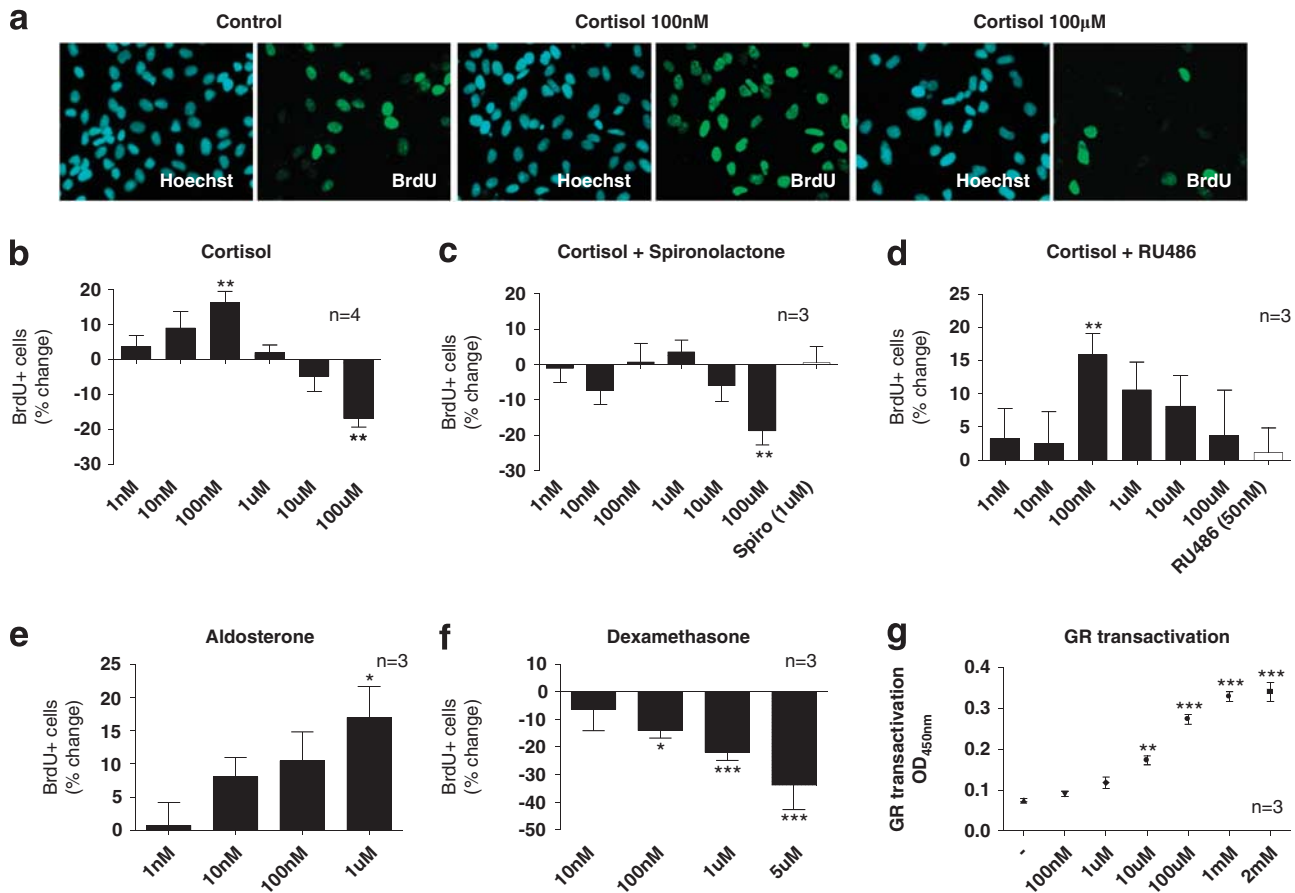 a
Control
Cortisol 100nM
Cortisol 100μM
Hoechst
BrdU
Hoechst
BrdU
Hoechst
BrdU
b
Cortisol
BrdU+ cells
(% change)
20
10
0
-10
-20
-30
**
**
n=4
1nM
10nM
100nM
1uM
10uM
100uM
c
Cortisol + Spironolactone
BrdU+ cells
(% change)
20
10
0
-10
-20
-30
n=3
**
1nM
10nM
100nM
1uM
10uM
100uM
Spiro (1uM)
d
Cortisol + RU486
BrdU+ cells
(% change)
25
20
15
10
5
0
**
n=3
1nM
10nM
100nM
1uM
10uM
100uM
RU486 (50nM)
e
Aldosterone
BrdU+ cells
(% change)
25
20
15
10
5
0
*
n=3
1nM
10nM
100nM
1uM
f
Dexamethasone
BrdU+ cells
(% change)
10
0
-10
-20
-30
-40
-50
n=3
*
***
***
10nM
100nM
1uM
5uM
g
GR transactivation
GR transactivation
OD450nm
0.4
0.3
0.2
0.1
0.0
**
***
***
***
n=3
-
100nM
1uM
10uM
100uM
1mM
2mM